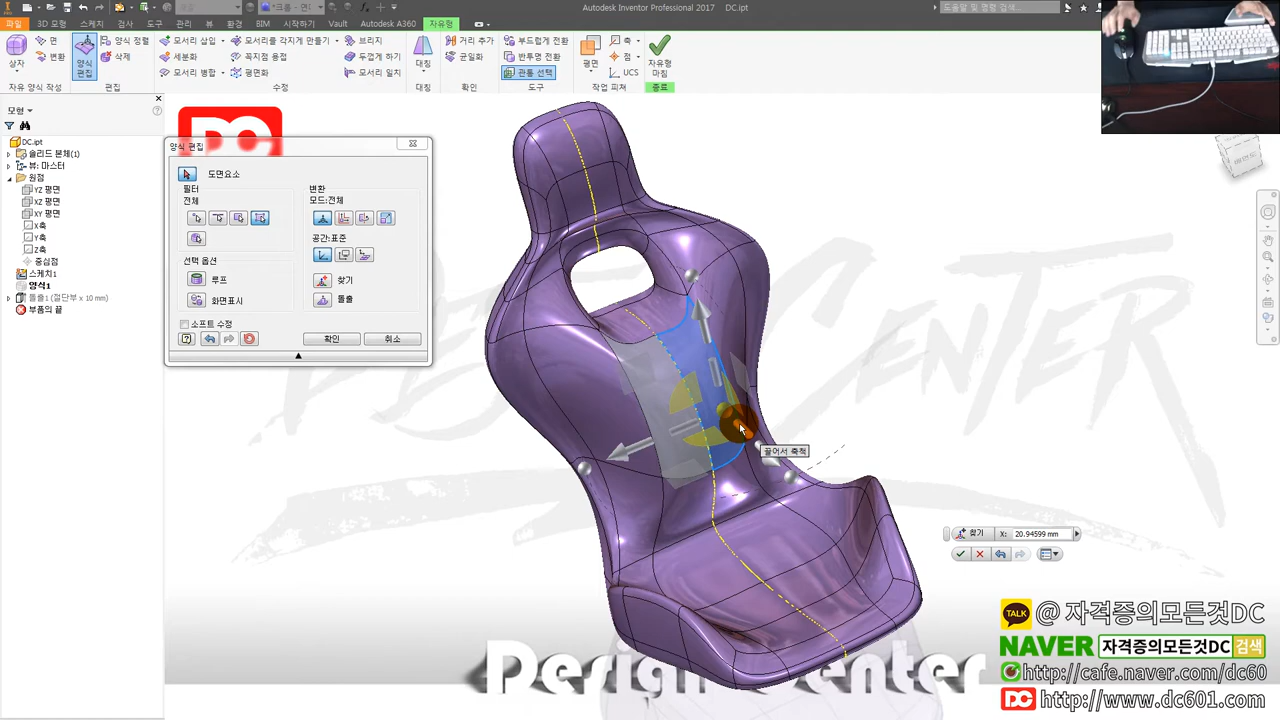 Autodesk Inventor Professional 2017 DC.ipt
도움말 및 명령 검색...
파일 3D 모형 스케치 검사 도구 관리 뷰 환경 BIM 시작하기 Vault Autodesk A360 자유형
상자
면
변환
양식 편집
양식 정렬
삭제
모서리 삽입
세분화
모서리 병합
모서리를 각지게 만들기
꼭지점 용접
평면화
브리지
두껍게 하기
모서리 일치
대칭
거리 추가
균일화
부드럽게 전환
반투명 전환
관통 선택
평면
축
점
UCS
자유형 마침
자유 양식 작성 편집 수정 대칭 확인 도구 작업 피쳐 종료
모형
DC.ipt
솔리드 본체(1)
뷰: 마스터
원점
YZ 평면
XZ 평면
XY 평면
X축
Y축
Z축
중심점
스케치1
양식1
돌출1 (절단부 x 10 mm)
부품의 끝
DC
양식 편집
도면요소
필터
전체
변환
모드:전체
공간:표준
선택 옵션
루프
화면표시
찾기
돌출
소프트 수정
확인 취소
끌어서 축척
찾기 X: 20.94599 mm
DESIGN CENTER
Design Center
TALK @ 자격증의모든것DC
NAVER 자격증의모든것DC 검색
http://cafe.naver.com/dc60
DC http://www.dc601.com/